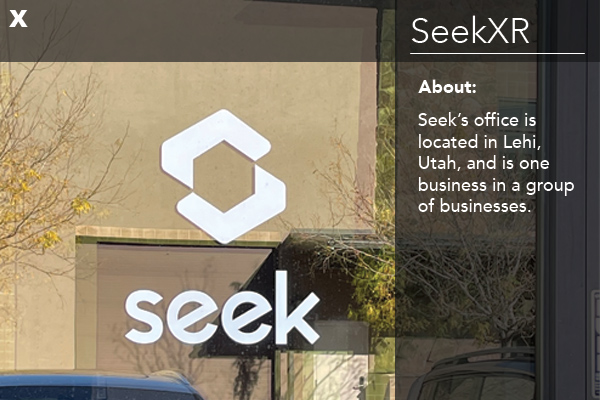 X
SeekXR
About:
Seek's office is
located in Lehi,
Utah, and is one
business in a group
of businesses.
seek